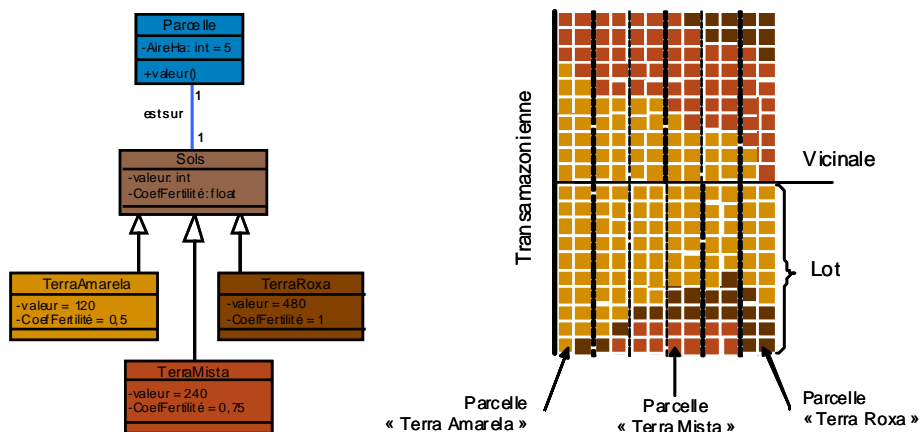 Parcelle
-AireHa: int = 5
+valeur()
1
est sur
1
Sols
-valeur: int
-CoefFertilité: float
TerraAmarela
-valeur = 120
-CoefFertilité = 0,5
TerraRoxa
-valeur = 480
-CoefFertilité = 1
TerraMista
-valeur = 240
-CoefFertilité = 0,75
Transamazonienne
Vicinale
Lot
Parcelle
« Terra Amarela »
Parcelle
« Terra Mista »
Parcelle
« Terra Roxa »